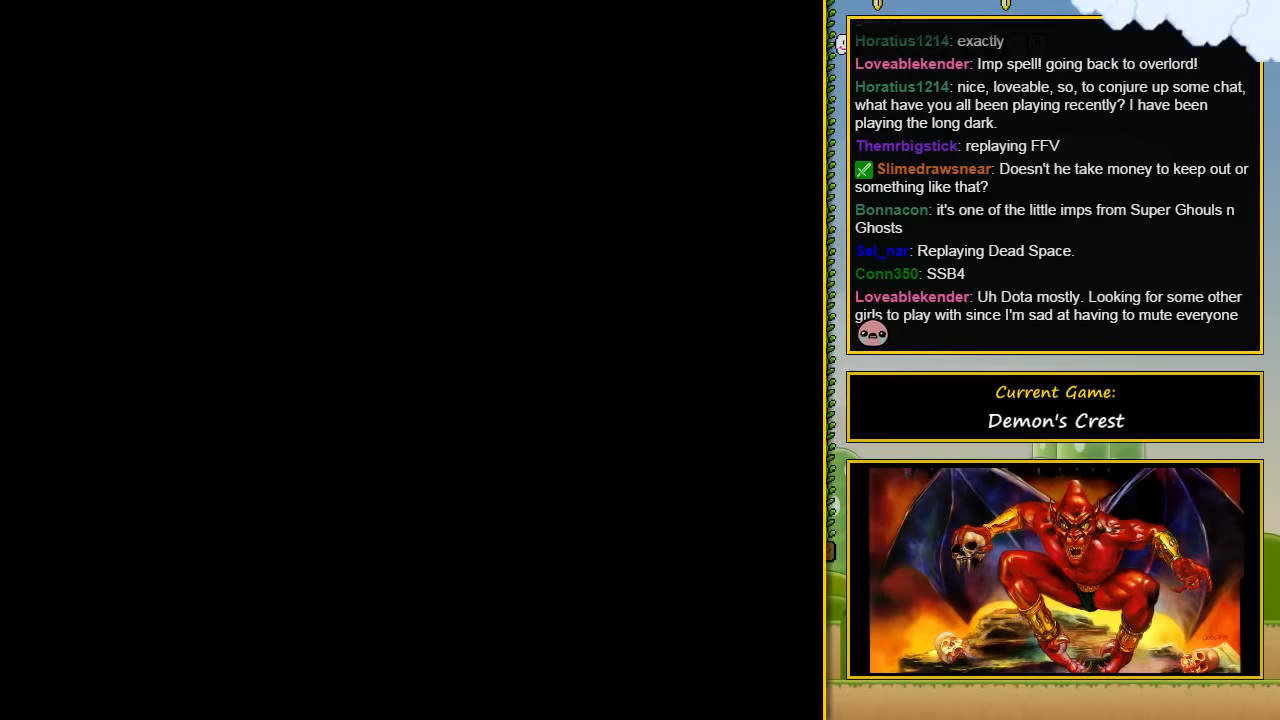 Horatius1214: exactly
Loveablekender: Imp spell! going back to overlord!
Horatius1214: nice, loveable, so, to conjure up some chat,
what have you all been playing recently? I have been
playing the long dark.
Themrbigstick: replaying FFV
Slimedrawsnear: Doesn't he take money to keep out or
something like that?
Bonnacon: it's one of the little imps from Super Ghouls n
Ghosts
Sei_nar: Replaying Dead Space.
Conn350: SSB4
Loveablekender: Uh Dota mostly. Looking for some other
girls to play with since I'm sad at having to mute everyone
Current Game:
Demon's Crest